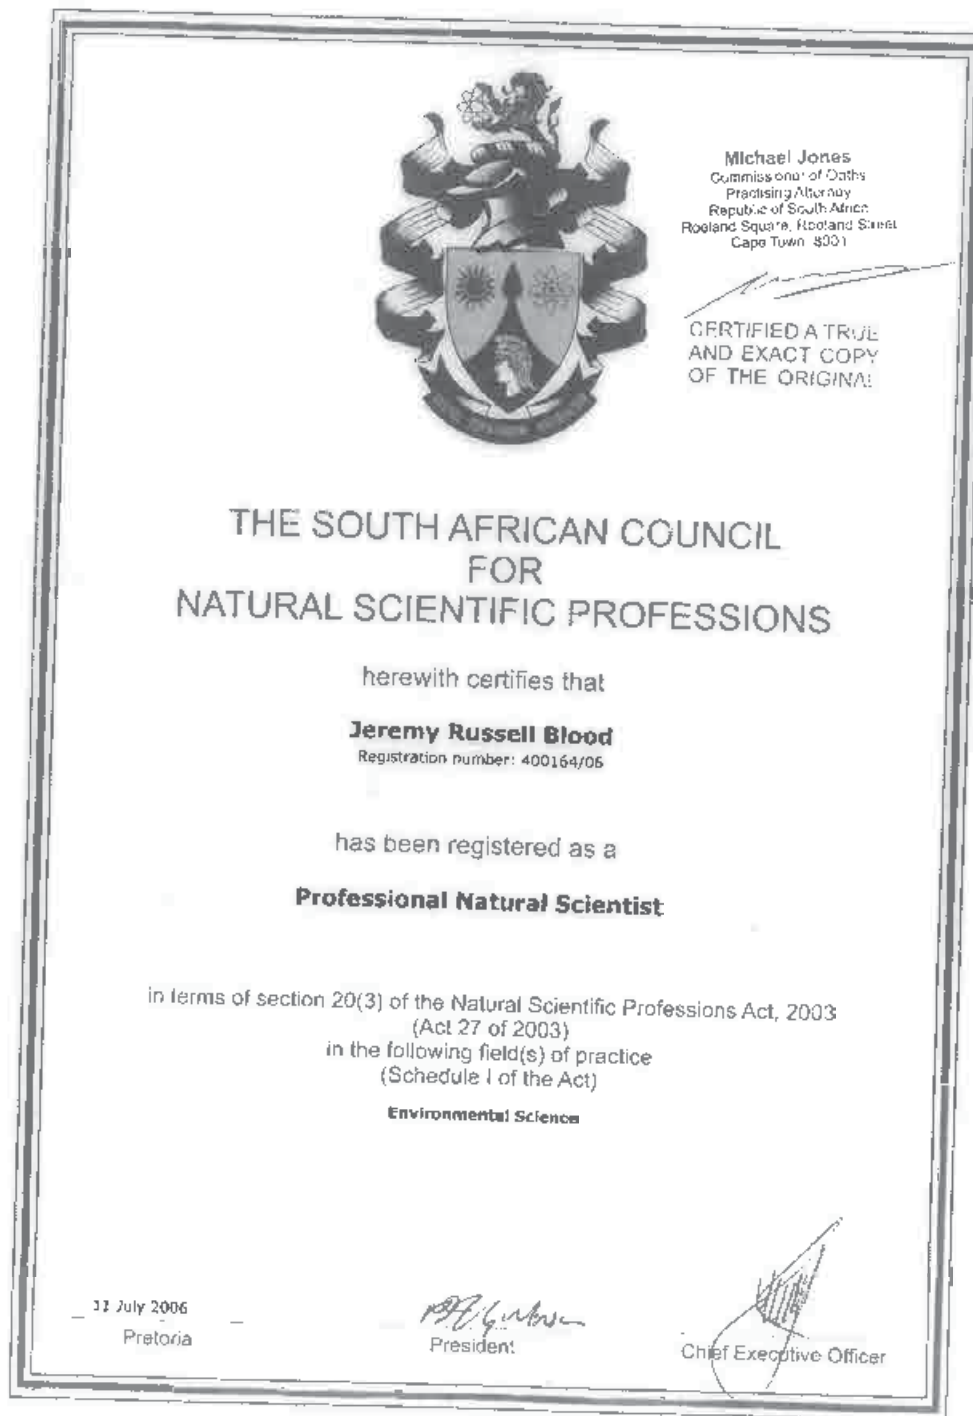 Michael Jones
Commissioner of Oaths
Practising Attorney
Republic of South Africa
Roeland Square, Roeland Street
Cape Town 8001
CERTIFIED A TRUE
AND EXACT COPY
OF THE ORIGINAL
THE SOUTH AFRICAN COUNCIL
FOR
NATURAL SCIENTIFIC PROFESSIONS
herewith certifies that
Jeremy Russell Blood
Registration number: 400164/06
has been registered as a
Professional Natural Scientist
in terms of section 20(3) of the Natural Scientific Professions Act, 2003
(Act 27 of 2003)
in the following field(s) of practice
(Schedule I of the Act)
Environmental Science
July 2006
Pretoria
President
Chief Executive Officer